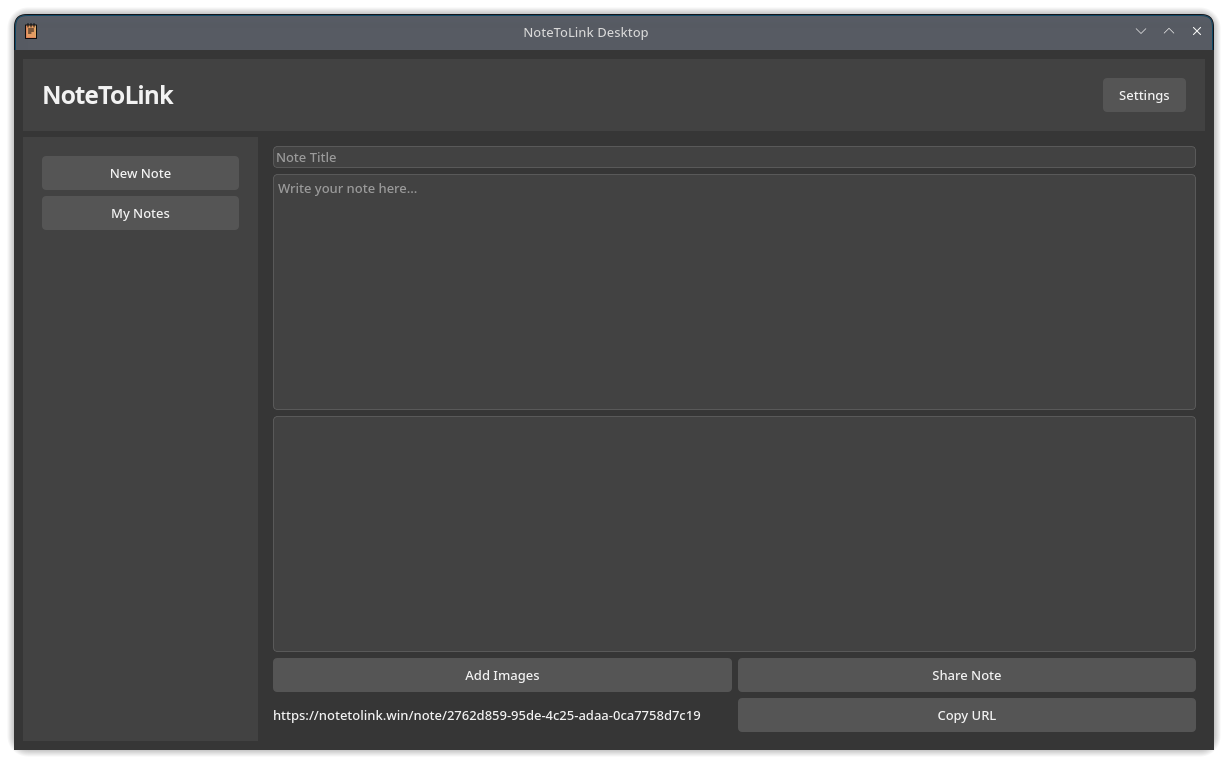 NoteToLink Desktop
NoteToLink
Settings
New Note
My Notes
Note Title
Write your note here...
Add Images
Share Note
https://notetolink.win/note/2762d859-95de-4c25-adaa-0ca7758d7c19
Copy URL